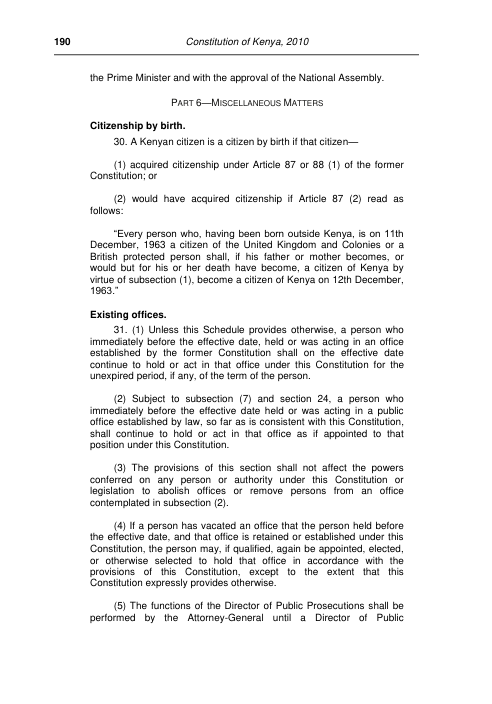 190 Constitution of Kenya, 2010
the Prime Minister and with the approval of the National Assembly.
PART 6—MISCELLANEOUS MATTERS
Citizenship by birth.
30. A Kenyan citizen is a citizen by birth if that citizen—
(1) acquired citizenship under Article 87 or 88 (1) of the former
Constitution; or
(2) would have acquired citizenship if Article 87 (2) read as
follows:
“Every person who, having been born outside Kenya, is on 11th
December, 1963 a citizen of the United Kingdom and Colonies or a
British protected person shall, if his father or mother becomes, or
would but for his or her death have become, a citizen of Kenya by
virtue of subsection (1), become a citizen of Kenya on 12th December,
1963.”
Existing offices.
31. (1) Unless this Schedule provides otherwise, a person who
immediately before the effective date, held or was acting in an office
established by the former Constitution shall on the effective date
continue to hold or act in that office under this Constitution for the
unexpired period, if any, of the term of the person.
(2) Subject to subsection (7) and section 24, a person who
immediately before the effective date held or was acting in a public
office established by law, so far as is consistent with this Constitution,
shall continue to hold or act in that office as if appointed to that
position under this Constitution.
(3) The provisions of this section shall not affect the powers
conferred on any person or authority under this Constitution or
legislation to abolish offices or remove persons from an office
contemplated in subsection (2).
(4) If a person has vacated an office that the person held before
the effective date, and that office is retained or established under this
Constitution, the person may, if qualified, again be appointed, elected,
or otherwise selected to hold that office in accordance with the
provisions of this Constitution, except to the extent that this
Constitution expressly provides otherwise.
(5) The functions of the Director of Public Prosecutions shall be
performed by the Attorney-General until a Director of Public